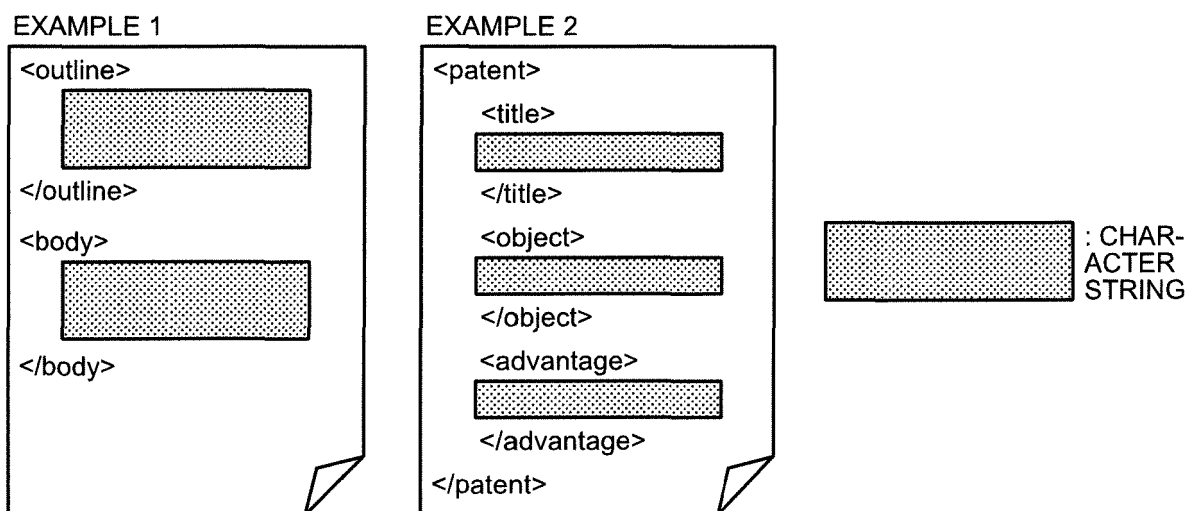 EXAMPLE 1
<outline>
</outline>
<body>
</body>
EXAMPLE 2
<patent>
<title>
</title>
<object>
</object>
<advantage>
</advantage>
</patent>
: CHAR-
ACTER
STRING